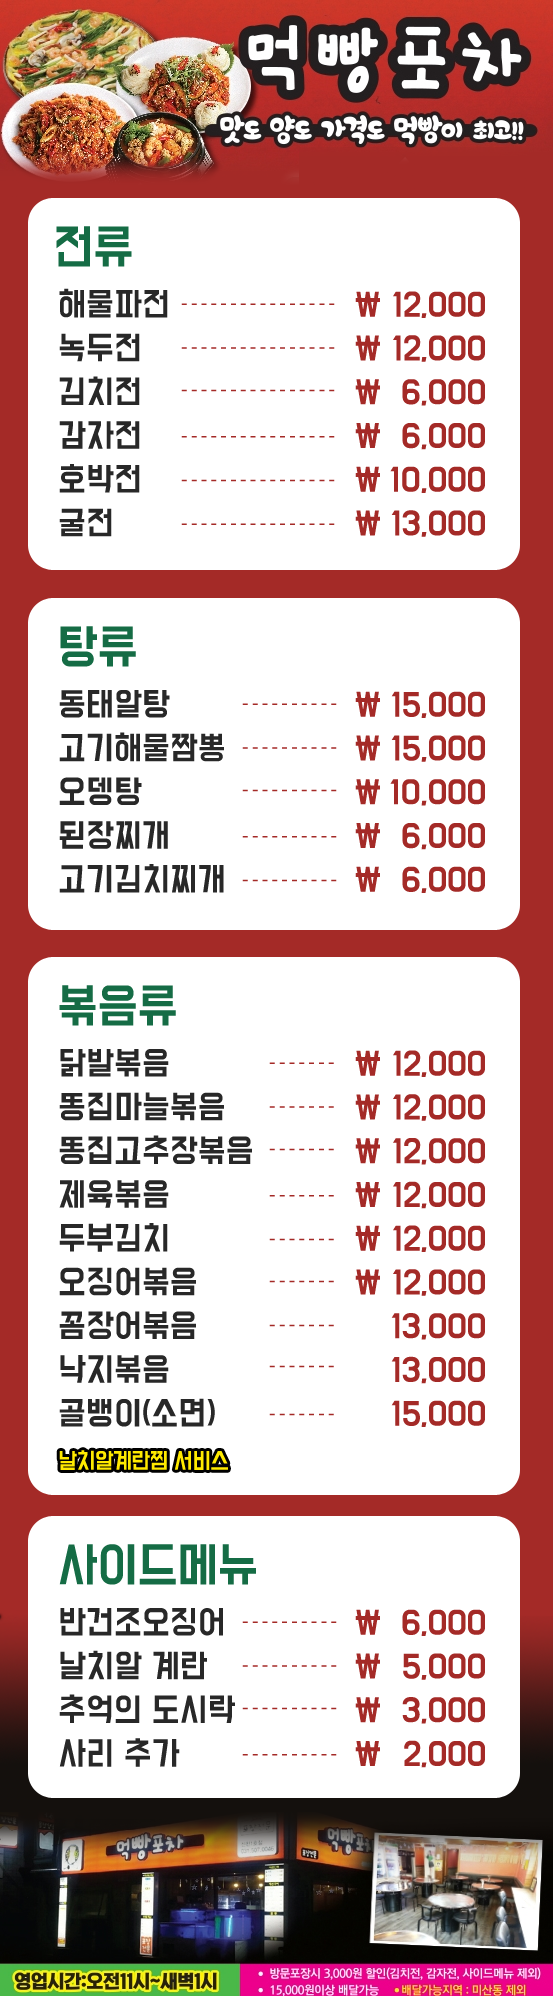 먹빵포차
맛도 양도 가격도 먹빵이 최고!!
전류
해물파전 ---------------- ₩ 12,000
녹두전 ---------------- ₩ 12,000
김치전 ---------------- ₩ 6,000
감자전 ---------------- ₩ 6,000
호박전 ---------------- ₩ 10,000
굴전 ---------------- ₩ 13,000
탕류
동태알탕 ---------- ₩ 15,000
고기해물짬뽕 ---------- ₩ 15,000
오뎅탕 ---------- ₩ 10,000
된장찌개 ---------- ₩ 6,000
고기김치찌개 ---------- ₩ 6,000
볶음류
닭발볶음 ------- ₩ 12,000
똥집마늘볶음 ------- ₩ 12,000
똥집고추장볶음 ------- ₩ 12,000
제육볶음 ------- ₩ 12,000
두부김치 ------- ₩ 12,000
오징어볶음 ------- ₩ 12,000
꼼장어볶음 ------- 13,000
낙지볶음 ------- 13,000
골뱅이(소면) ------- 15,000
날치알계란찜 서비스
사이드메뉴
반건조오징어 ---------- ₩ 6,000
날치알 계란 ---------- ₩ 5,000
추억의 도시락 ---------- ₩ 3,000
사리 추가 ---------- ₩ 2,000
먹빵포차
먹빵포차
영업시간:오전11시~새벽1시
• 방문포장시 3,000원 할인(김치전, 감자전, 사이드메뉴 제외)
• 15,000원이상 배달가능 • 배달가능지역 : 미산동 제외